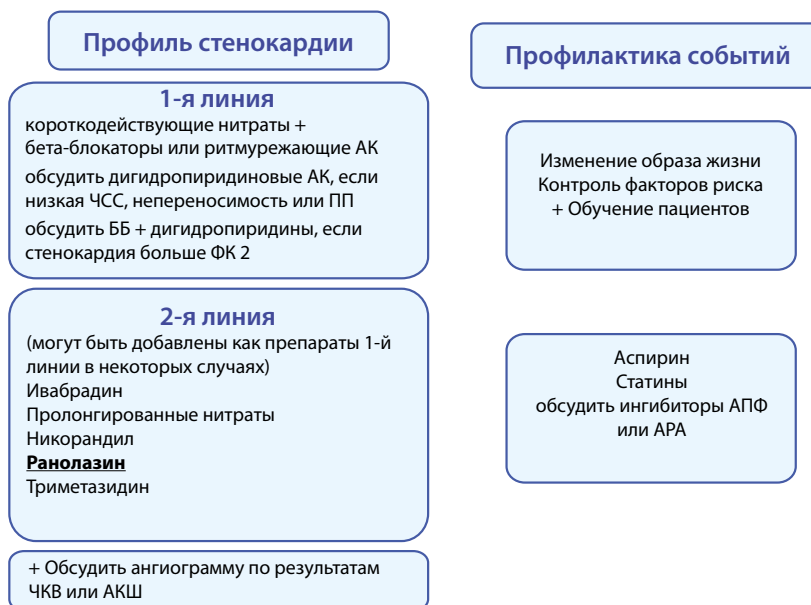 Профиль стенокардии
1-я линия
короткодействующие нитраты +
бета-блокаторы или ритмурежающие АК
обсудить дигидропиридиновые АК, если
низкая ЧСС, непереносимость или ПП
обсудить ББ + дигидропиридины, если
стенокардия больше ФК 2
2-я линия
(могут быть добавлены как препараты 1-й
линии в некоторых случаях)
Ивабрадин
Пролонгированные нитраты
Никорандил
Ранолазин
Триметазидин
+ Обсудить ангиограмму по результатам
ЧКВ или АКШ
Профилактика событий
Изменение образа жизни
Контроль факторов риска
+ Обучение пациентов
Аспирин
Статины
обсудить ингибиторы АПФ
или АРА